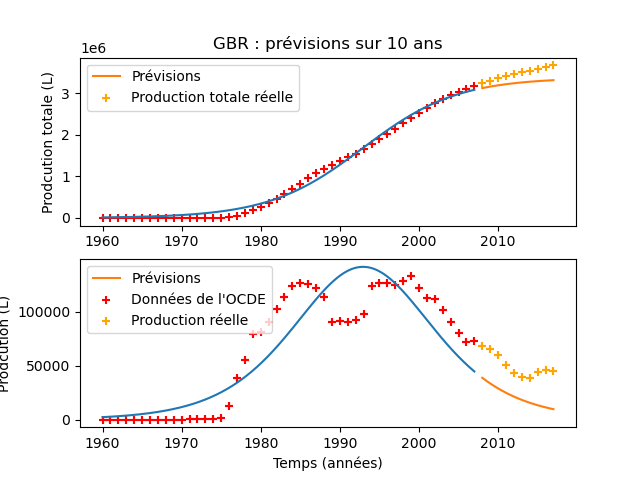 GBR : prévisions sur 10 ans
1e6
Prodcution totale (L)
Prévisions
Production totale réelle
3
2
1
0
1960 1970 1980 1990 2000 2010
Prodcution (L)
Prévisions
Données de l'OCDE
Production réelle
100000
50000
0
1960 1970 1980 1990 2000 2010
Temps (années)